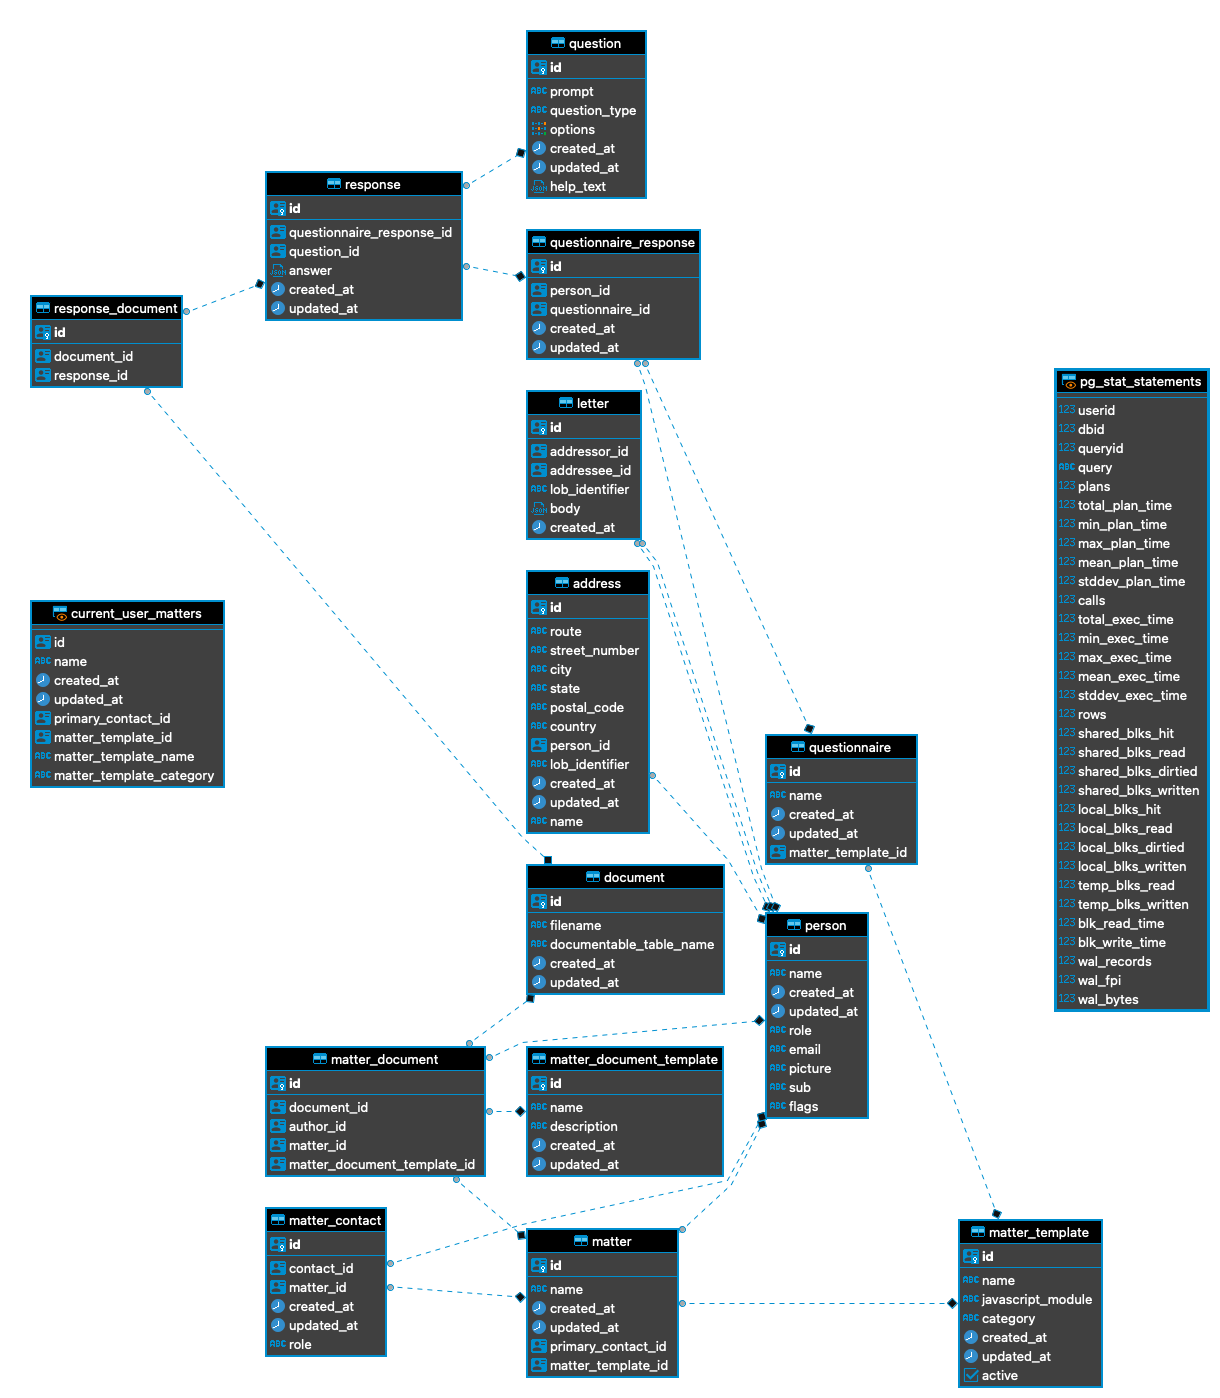 question
id
prompt
question_type
options
created_at
updated_at
help_text
response
id
questionnaire_response_id
question_id
answer
created_at
updated_at
questionnaire_response
id
person_id
questionnaire_id
created_at
updated_at
response_document
id
document_id
response_id
letter
id
addressor_id
addressee_id
lob_identifier
body
created_at
pg_stat_statements
userid
dbid
queryid
query
plans
total_plan_time
min_plan_time
max_plan_time
mean_plan_time
stddev_plan_time
calls
total_exec_time
min_exec_time
max_exec_time
mean_exec_time
stddev_exec_time
rows
shared_blks_hit
shared_blks_read
shared_blks_dirtied
shared_blks_written
local_blks_hit
local_blks_read
local_blks_dirtied
local_blks_written
temp_blks_read
temp_blks_written
blk_read_time
blk_write_time
wal_records
wal_fpi
wal_bytes
address
id
route
street_number
city
state
postal_code
country
person_id
lob_identifier
created_at
updated_at
name
current_user_matters
id
name
created_at
updated_at
primary_contact_id
matter_template_id
matter_template_name
matter_template_category
questionnaire
id
name
created_at
updated_at
matter_template_id
document
id
filename
documentable_table_name
created_at
updated_at
person
id
name
created_at
updated_at
role
email
picture
sub
flags
matter_document
id
document_id
author_id
matter_id
matter_document_template_id
matter_document_template
id
name
description
created_at
updated_at
matter_contact
id
contact_id
matter_id
created_at
updated_at
role
matter
id
name
created_at
updated_at
primary_contact_id
matter_template_id
matter_template
id
name
javascript_module
category
created_at
updated_at
active